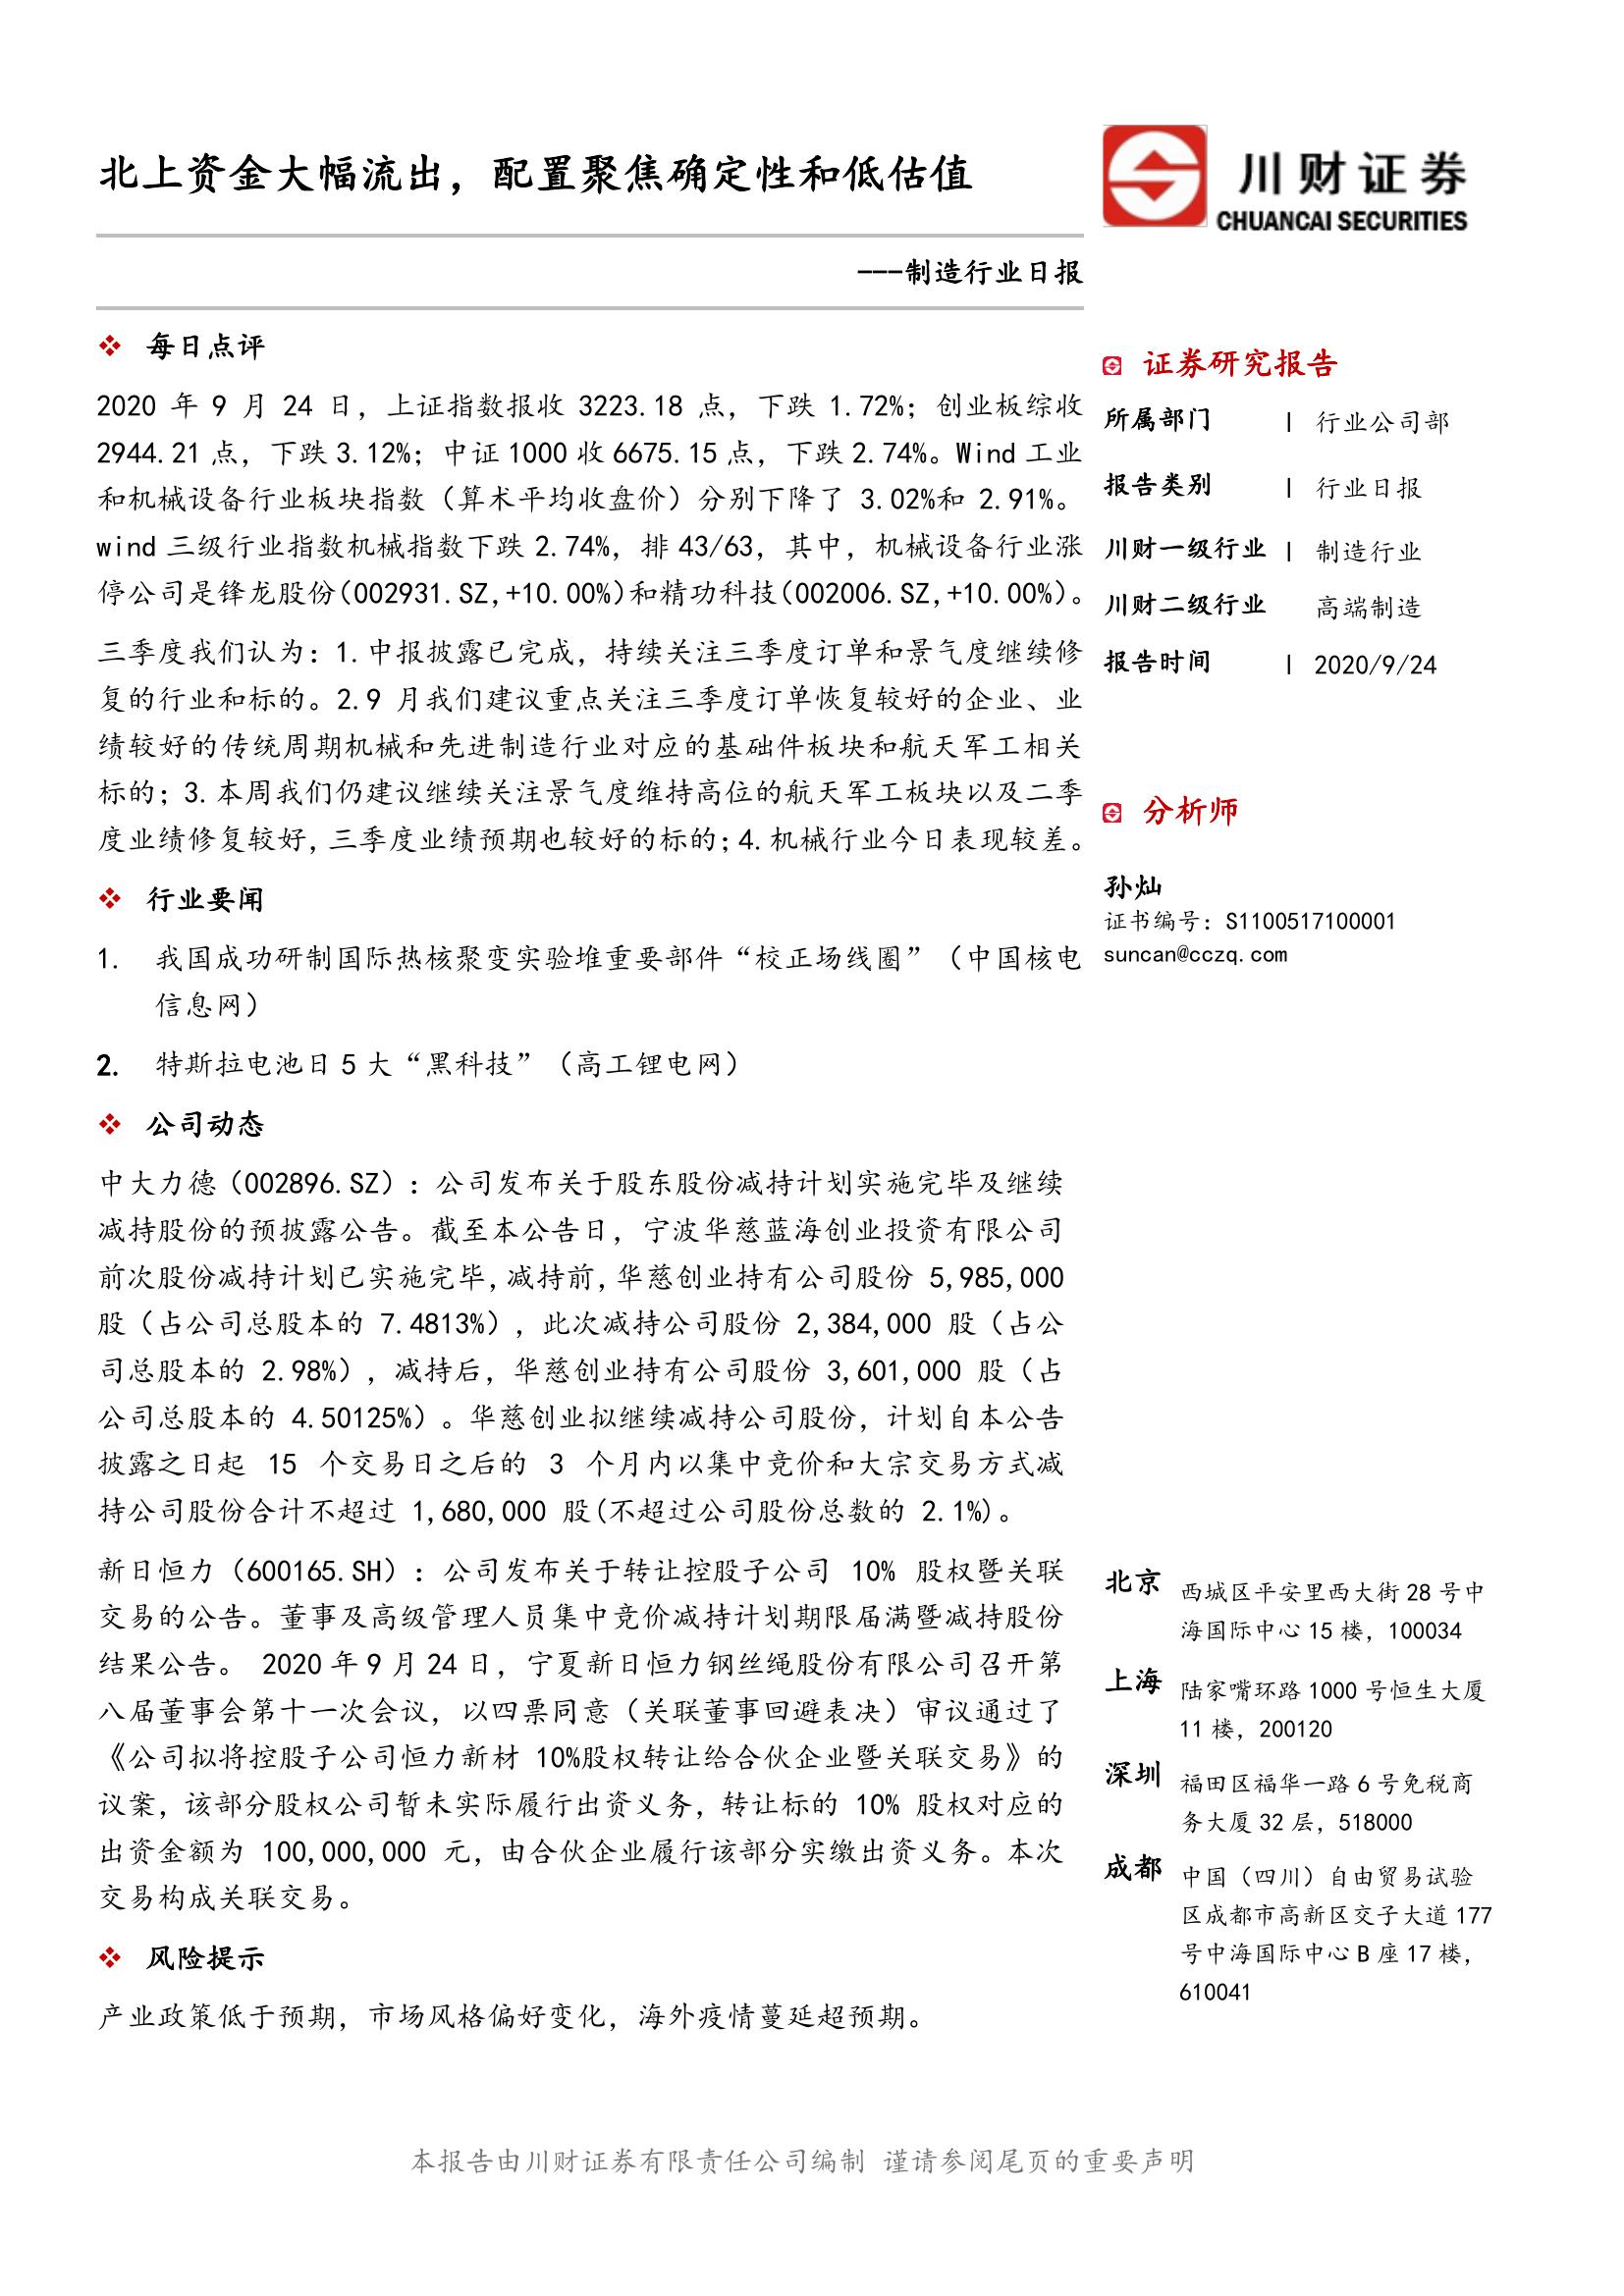 北上资金大幅流出，配置聚焦确定性和低估值
川财证券
CHUANCAI SECURITIES
---制造行业日报
每日点评
2020 年 9 月 24 日，上证指数报收 3223.18 点，下跌 1.72%；创业板综收
2944.21 点，下跌 3.12%；中证 1000 收 6675.15 点，下跌 2.74%。Wind 工业
和机械设备行业板块指数（算术平均收盘价）分别下降了 3.02%和 2.91%。
wind 三级行业指数机械指数下跌 2.74%，排 43/63，其中，机械设备行业涨
停公司是锋龙股份(002931.SZ,+10.00%)和精功科技(002006.SZ,+10.00%)。
三季度我们认为：1.中报披露已完成，持续关注三季度订单和景气度继续修
复的行业和标的。2.9 月我们建议重点关注三季度订单恢复较好的企业、业
绩较好的传统周期机械和先进制造行业对应的基础件板块和航天军工相关
标的；3.本周我们仍建议继续关注景气度维持高位的航天军工板块以及二季
度业绩修复较好，三季度业绩预期也较好的标的；4.机械行业今日表现较差。
行业要闻
1. 我国成功研制国际热核聚变实验堆重要部件“校正场线圈”（中国核电
信息网）
2. 特斯拉电池日 5 大“黑科技”（高工锂电网）
公司动态
中大力德（002896.SZ）：公司发布关于股东股份减持计划实施完毕及继续
减持股份的预披露公告。截至本公告日，宁波华慈蓝海创业投资有限公司
前次股份减持计划已实施完毕，减持前，华慈创业持有公司股份 5,985,000
股（占公司总股本的 7.4813%），此次减持公司股份 2,384,000 股（占公
司总股本的 2.98%），减持后，华慈创业持有公司股份 3,601,000 股（占
公司总股本的 4.50125%）。华慈创业拟继续减持公司股份，计划自本公告
披露之日起 15 个交易日之后的 3 个月内以集中竞价和大宗交易方式减
持公司股份合计不超过 1,680,000 股(不超过公司股份总数的 2.1%)。
新日恒力（600165.SH）：公司发布关于转让控股子公司 10% 股权暨关联
交易的公告。董事及高级管理人员集中竞价减持计划期限届满暨减持股份
结果公告。 2020 年 9 月 24 日，宁夏新日恒力钢丝绳股份有限公司召开第
八届董事会第十一次会议，以四票同意（关联董事回避表决）审议通过了
《公司拟将控股子公司恒力新材 10%股权转让给合伙企业暨关联交易》的
议案，该部分股权公司暂未实际履行出资义务，转让标的 10% 股权对应的
出资金额为 100,000,000 元，由合伙企业履行该部分实缴出资义务。本次
交易构成关联交易。
风险提示
产业政策低于预期，市场风格偏好变化，海外疫情蔓延超预期。
证券研究报告
所属部门 | 行业公司部
报告类别 | 行业日报
川财一级行业 | 制造行业
川财二级行业 高端制造
报告时间 | 2020/9/24
分析师
孙灿
证书编号：S1100517100001
suncan@cczq.com
北京 西城区平安里西大街 28 号中
海国际中心 15 楼，100034
上海 陆家嘴环路 1000 号恒生大厦
11 楼，200120
深圳 福田区福华一路 6 号免税商
务大厦 32 层，518000
成都 中国（四川）自由贸易试验
区成都市高新区交子大道 177
号中海国际中心 B 座 17 楼，
610041
本报告由川财证券有限责任公司编制 谨请参阅尾页的重要声明